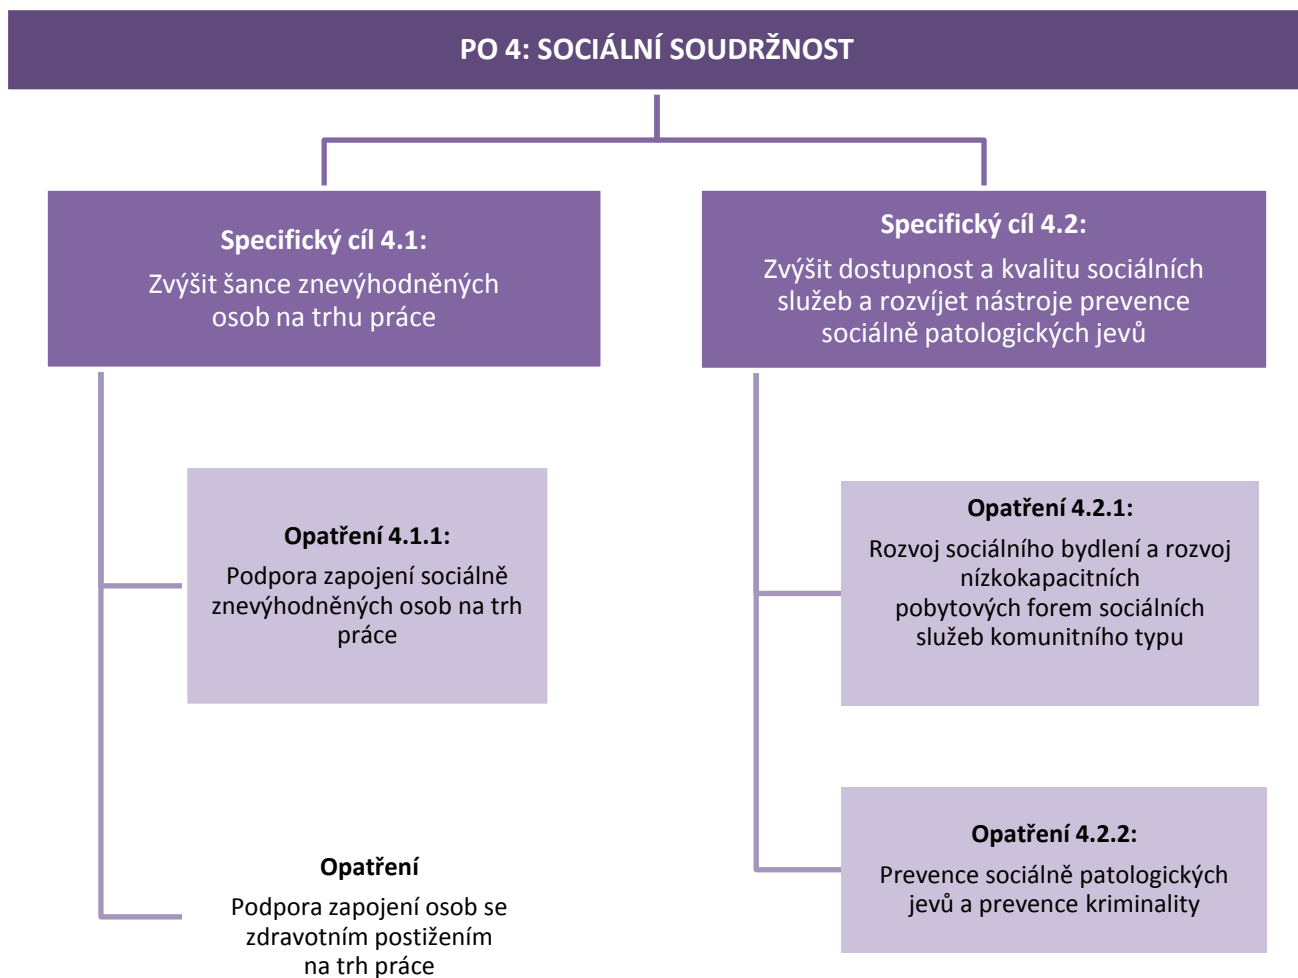 PO 4: SOCIÁLNÍ SOUDRŽNOST
Specifický cíl 4.1:
Zvýšit šance znevýhodněných
osob na trhu práce
Opatření 4.1.1:
Podpora zapojení sociálně
znevýhodněných osob na trh
práce
Opatření
Podpora zapojení osob se
zdravotním postižením
na trh práce
Specifický cíl 4.2:
Zvýšit dostupnost a kvalitu sociálních
služeb a rozvíjet nástroje prevence
sociálně patologických jevů
Opatření 4.2.1:
Rozvoj sociálního bydlení a rozvoj
nízkokapacitních
pobytových forem sociálních
služeb komunitního typu
Opatření 4.2.2:
Prevence sociálně patologických
jevů a prevence kriminality